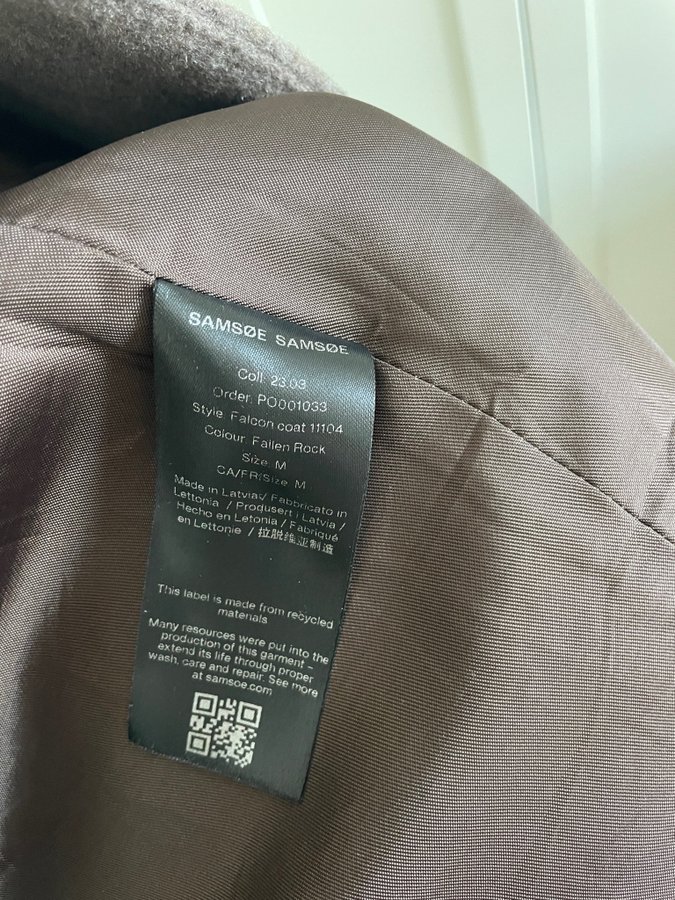 SAMSØE SAMSØE
Coll: 23.03
Order: PO001033
Style: Falcon coat 11104
Colour: Fallen Rock
Size: M
CA/FR/Size: M
Made in Latvia/ Fabbricato in
Lettonia / Produsert i Latvia /
Hecho en Letonia / Fabriqué
en Lettonie / 拉脱维亚制造
This label is made from recycled
materials
Many resources were put into the
production of this garment –
extend its life through proper
wash, care and repair. See more
at samsoe.com